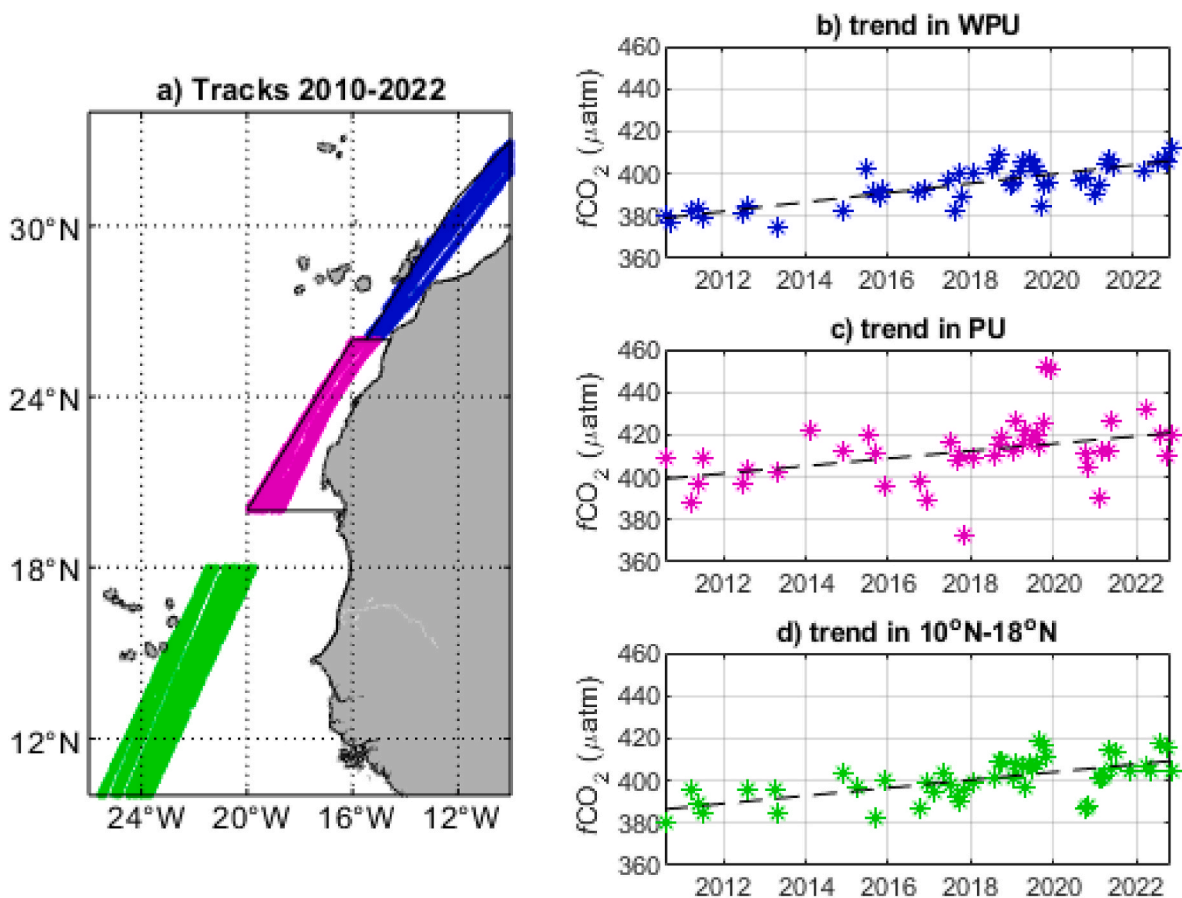 a) Tracks 2010-2022
30°N
24°N
18°N
12°N
24°W 20°W 16°W 12°W
b) trend in WPU
fCO2 (μatm)
460
440
420
400
380
360
2012 2014 2016 2018 2020 2022
c) trend in PU
fCO2 (μatm)
460
440
420
400
380
360
2012 2014 2016 2018 2020 2022
d) trend in 10°N-18°N
fCO2 (μatm)
460
440
420
400
380
360
2012 2014 2016 2018 2020 2022